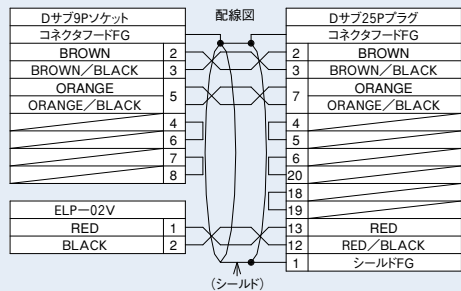 配線図
Dサブ9Pソケット
コネクタフードFG
BROWN 2
BROWN／BLACK 3
ORANGE 5
ORANGE／BLACK
4
6
7
8
ELP－02V
RED 1
BLACK 2
Dサブ25Pプラグ
コネクタフードFG
2 BROWN
3 BROWN／BLACK
7 ORANGE
ORANGE／BLACK
4
5
6
20
18
19
13 RED
12 RED／BLACK
1 シールドFG
(シールド)